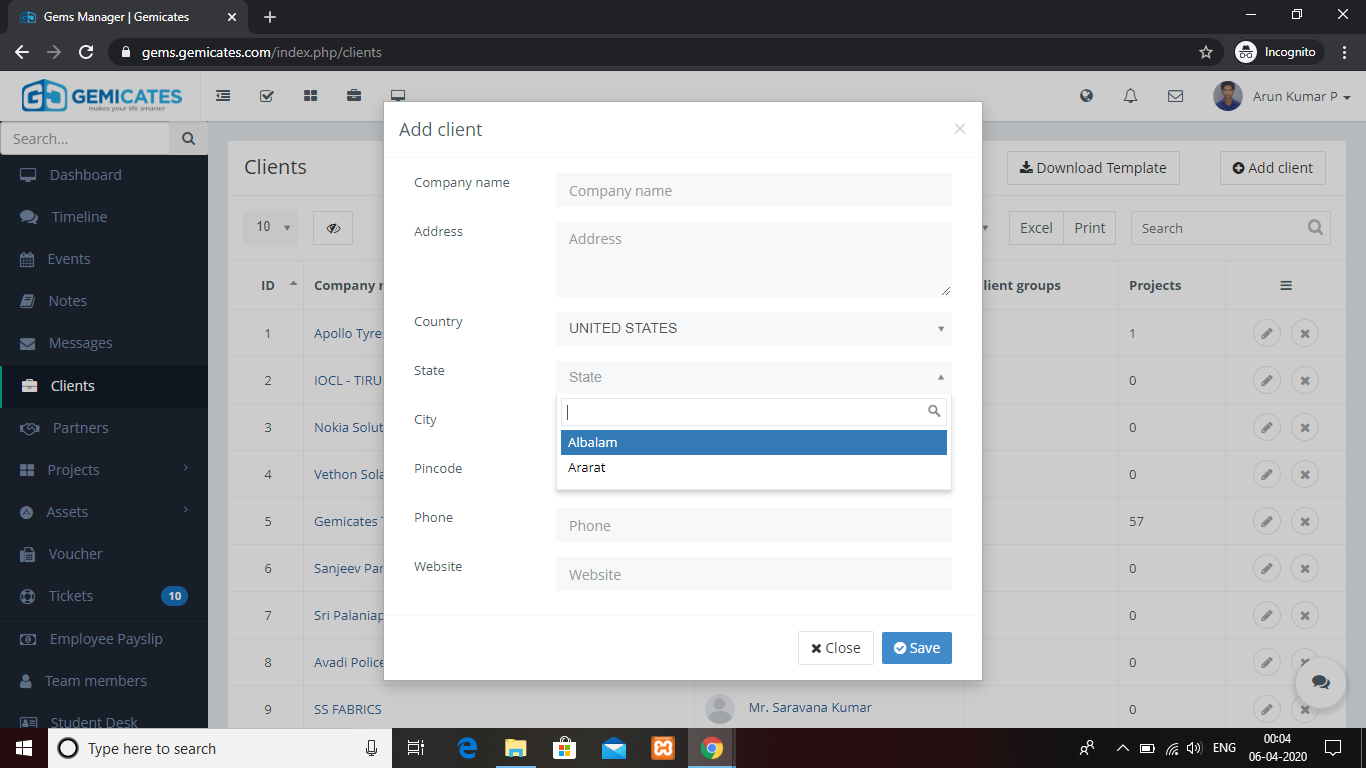 Gems Manager | Gemicates
gems.gemicates.com/index.php/clients
Incognito
GEMICATES
makes your life smarter
Arun Kumar P
Search...
Dashboard
Timeline
Events
Notes
Messages
Clients
Partners
Projects
Assets
Voucher
Tickets 10
Employee Payslip
Team members
Student Desk
Clients
Download Template
Add client
10
Excel
Print
Search
ID
Company
Client groups
Projects
1 Apollo Tyre 1
2 IOCL - TIRU 0
3 Nokia Solut 0
4 Vethon Sola 0
5 Gemicates 57
6 Sanjeev Par 0
7 Sri Palaniap 0
8 Avadi Police 0
9 SS FABRICS Mr. Saravana Kumar 0
Add client
Company name Company name
Address Address
Country UNITED STATES
State State
Albalam
Ararat
City
Pincode
Phone Phone
Website Website
Close
Save
Type here to search
ENG
00:04
06-04-2020